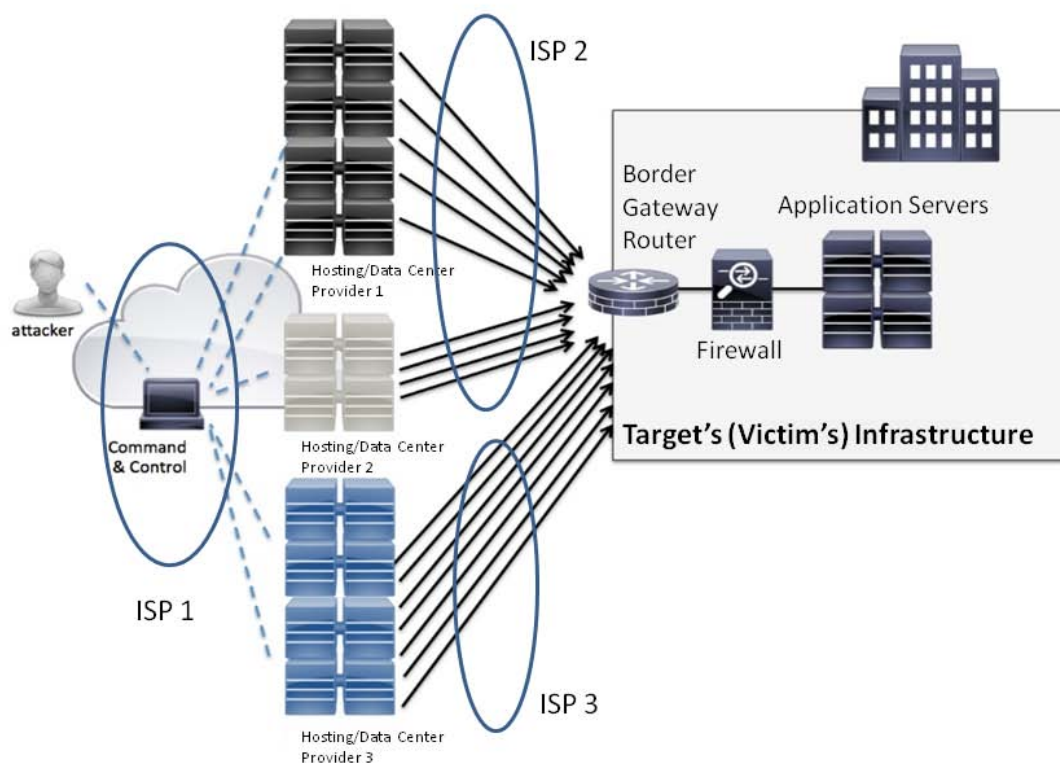 ISP 2
Border
Gateway
Router
Application Servers
Hosting/Data Center
Provider 1
attacker
Firewall
Command
& Control
Hosting/Data Center
Provider 2
Target's (Victim's) Infrastructure
ISP 1
ISP 3
Hosting/Data Center
Provider 3